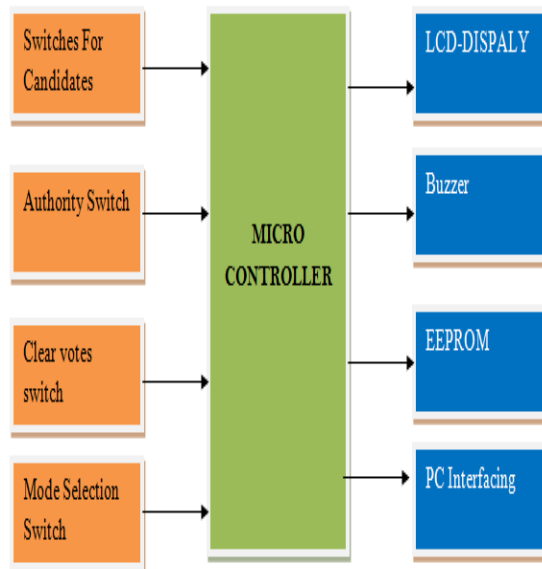 Switches For
Candidates
Authority Switch
Clear votes
switch
Mode Selection
Switch
MICRO
CONTROLLER
LCD-DISPALY
Buzzer
EEPROM
PC Interfacing